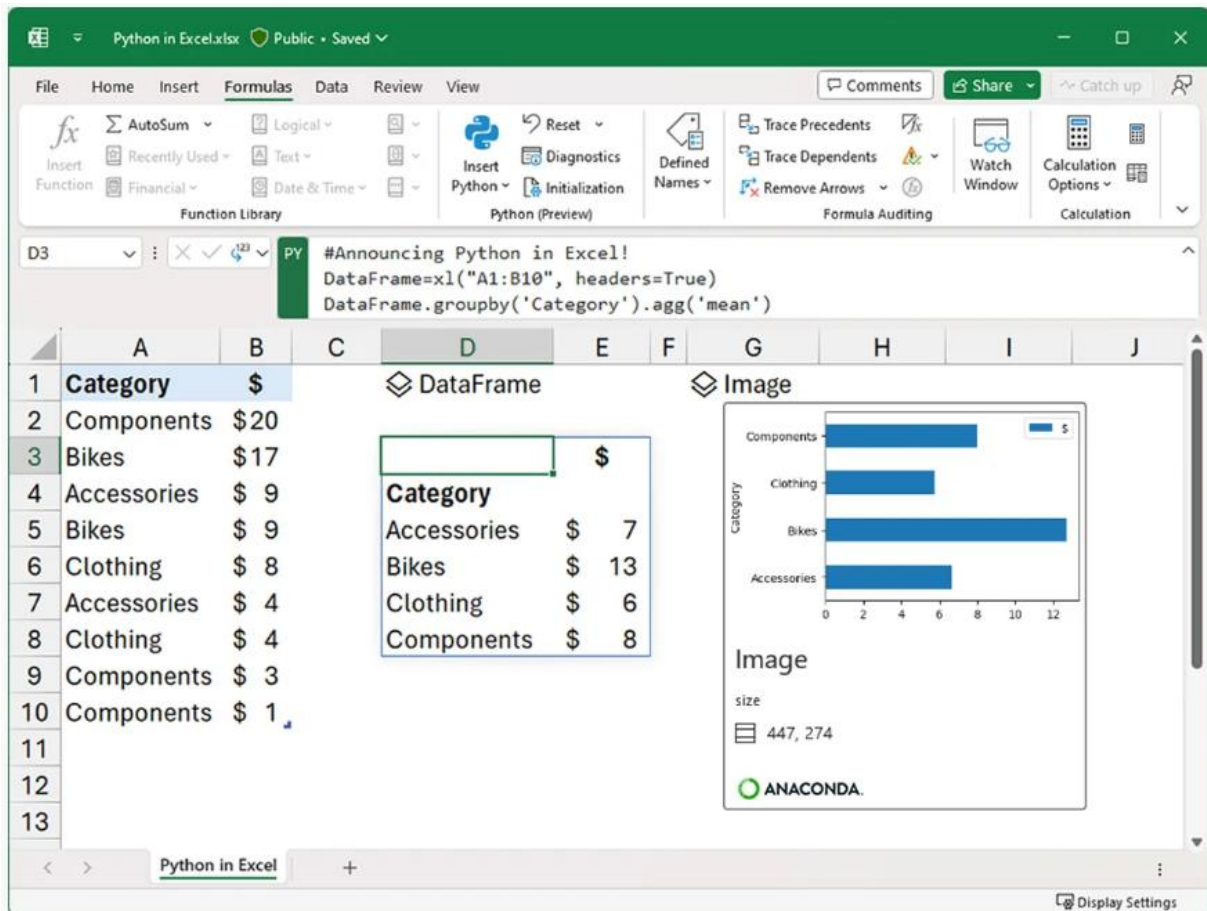 Python in Excel.xlsx Public • Saved
File Home Insert Formulas Data Review View Comments Share Catch up
fx AutoSum Logical Reset Trace Precedents fx
Insert Function Recently Used Text Insert Python Diagnostics Defined Names Trace Dependents Watch Window Calculation Options
Financial Date & Time Initialization Remove Arrows
Function Library Python (Preview) Formula Auditing Calculation
D3 123 PY #Announcing Python in Excel!
DataFrame=xl("A1:B10", headers=True)
DataFrame.groupby('Category').agg('mean')
A B C D E F G H I J
1 Category $ DataFrame Image
2 Components $20
3 Bikes $17 $
4 Accessories $ 9 Category
5 Bikes $ 9 Accessories $ 7
6 Clothing $ 8 Bikes $ 13
7 Accessories $ 4 Clothing $ 6
8 Clothing $ 4 Components $ 8
9 Components $ 3
10 Components $ 1
11
12
13
$
Components
Clothing
Bikes
Accessories
Category
0 2 4 6 8 10 12
Image
size
447, 274
ANACONDA.
Python in Excel
Display Settings